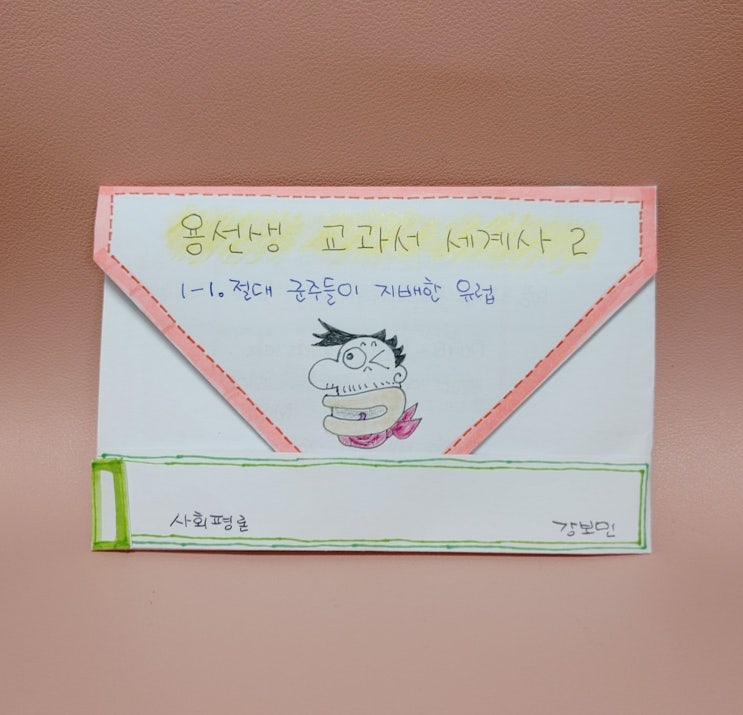 용선생 교과서 세계사 2
1-1. 절대 군주들이 지배한 유럽
사회평론
강보민